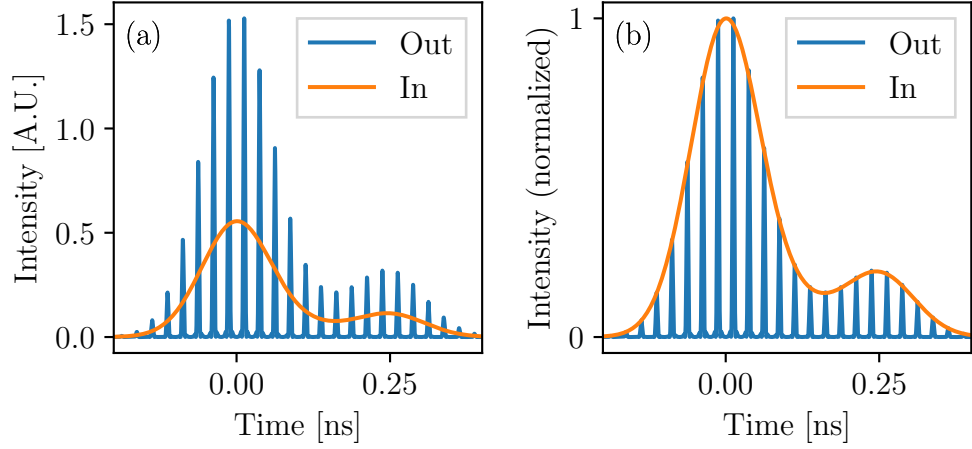 (a)
Out
In
Intensity [A.U.]
1.5
1.0
0.5
0.0
0.00
0.25
Time [ns]
(b)
Out
In
Intensity (normalized)
1
0
0.00
0.25
Time [ns]